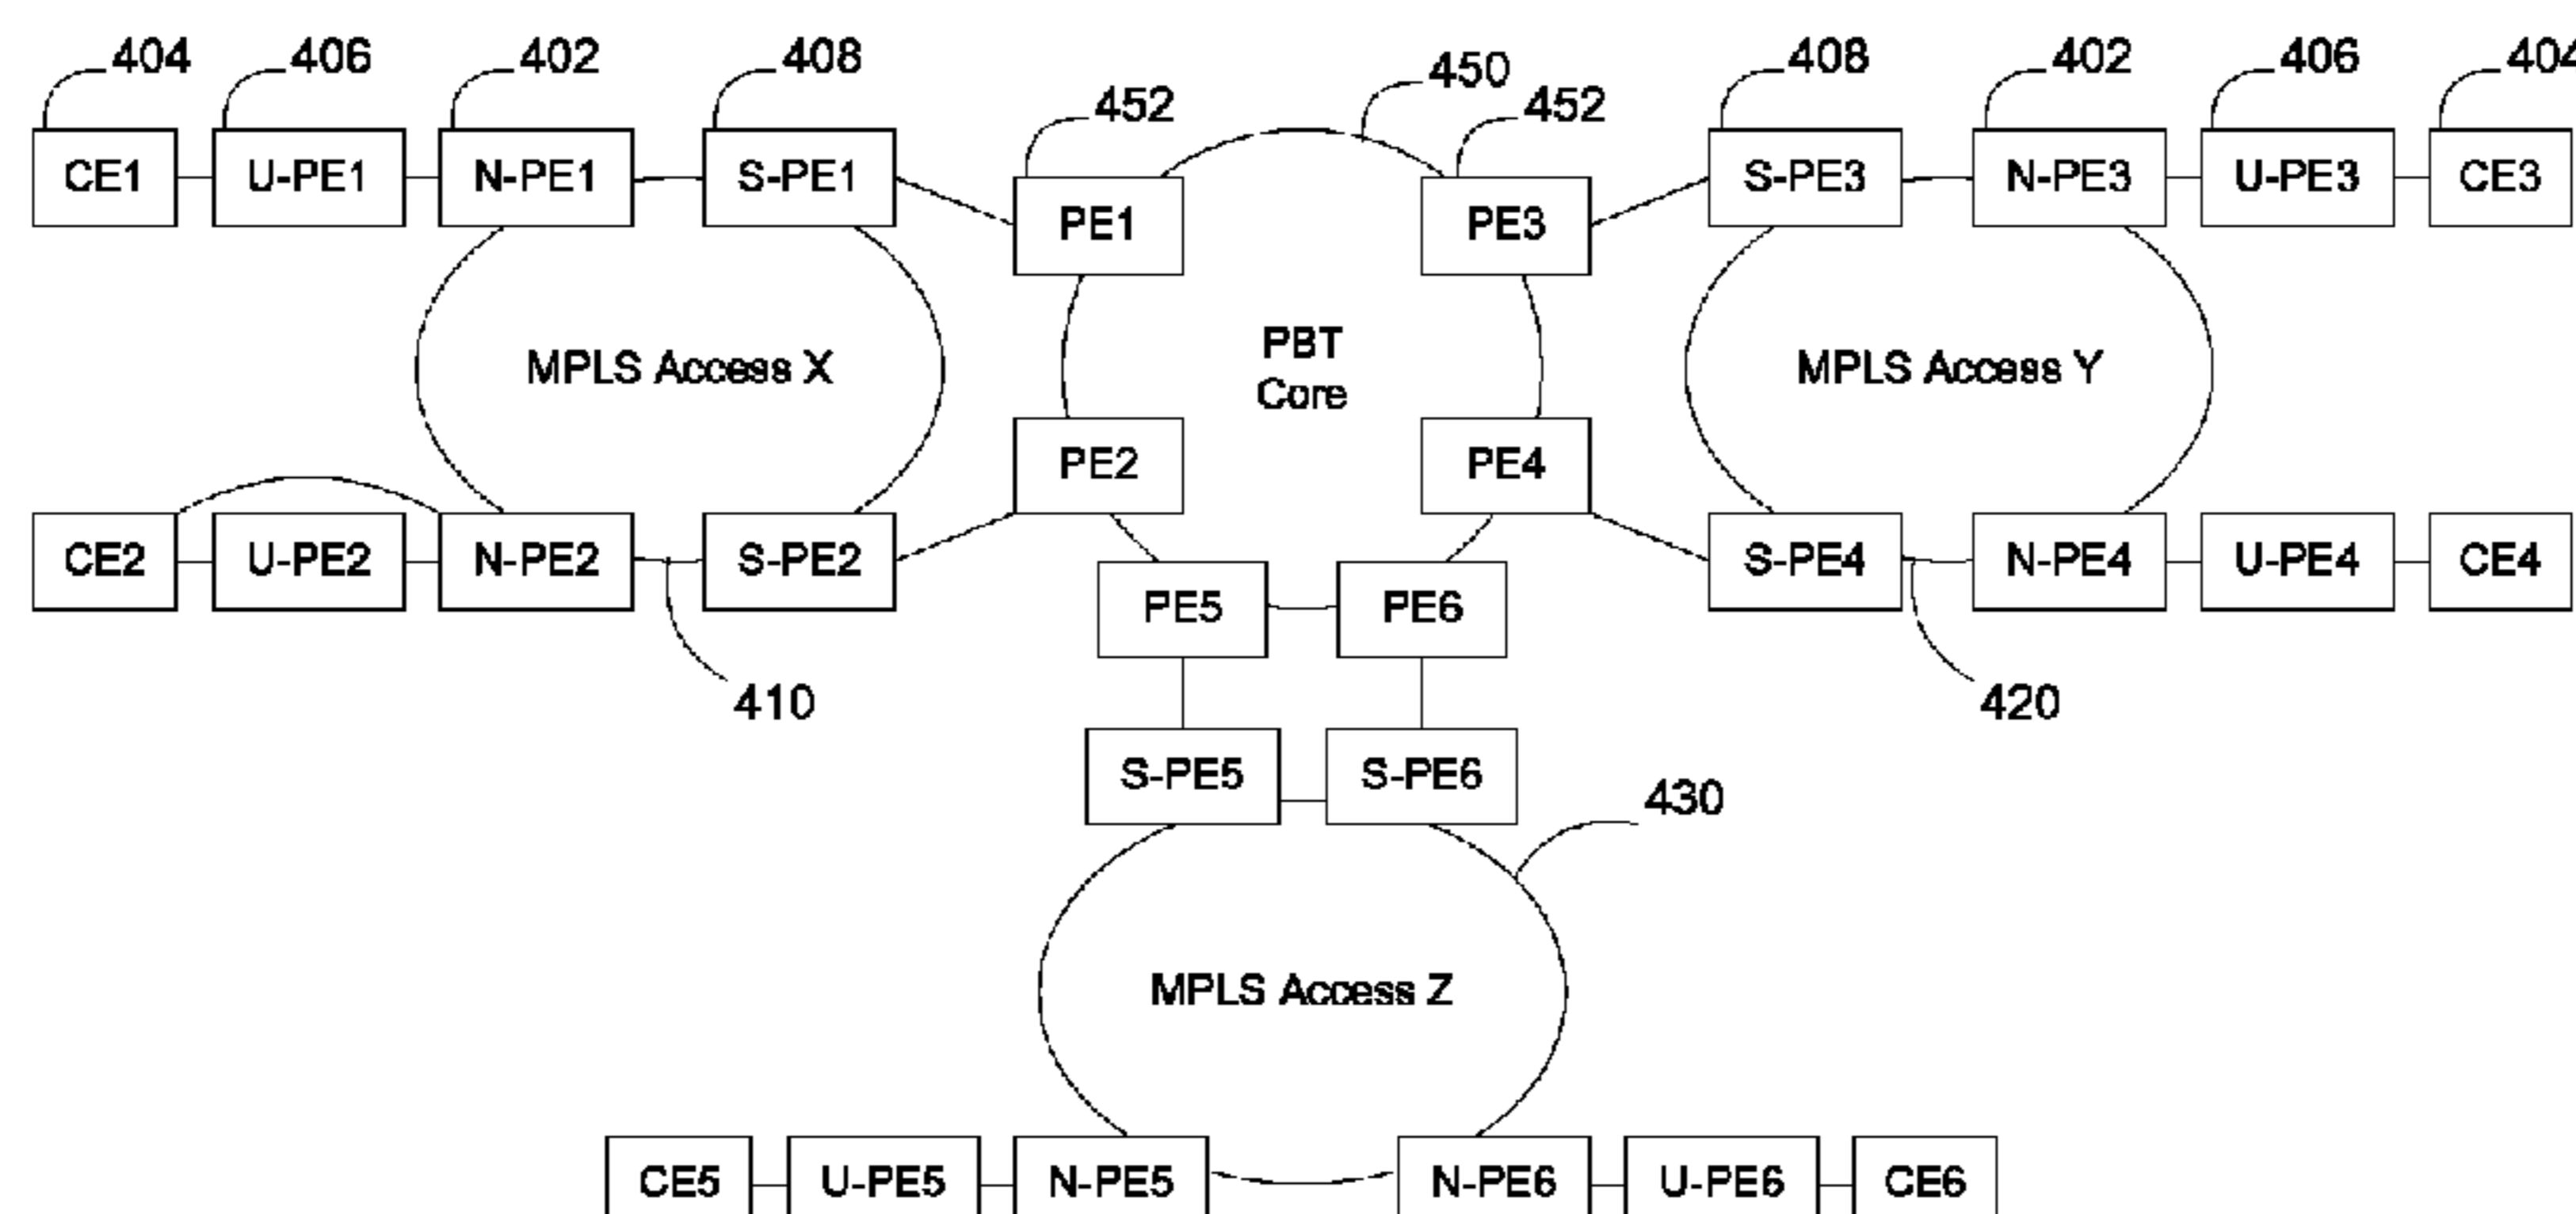 404 406 402 408 450 408 402 406 404
452 452
CE1 U-PE1 N-PE1 S-PE1 PE1 PE3 S-PE3 N-PE3 U-PE3 CE3
MPLS Access X
PBT
Core
MPLS Access Y
PE2 PE4
CE2 U-PE2 N-PE2 S-PE2 S-PE4 N-PE4 U-PE4 CE4
PE5 PE6
410 420
S-PE5 S-PE6
430
MPLS Access Z
CE5 U-PE5 N-PE5 N-PE6 U-PE6 CE6